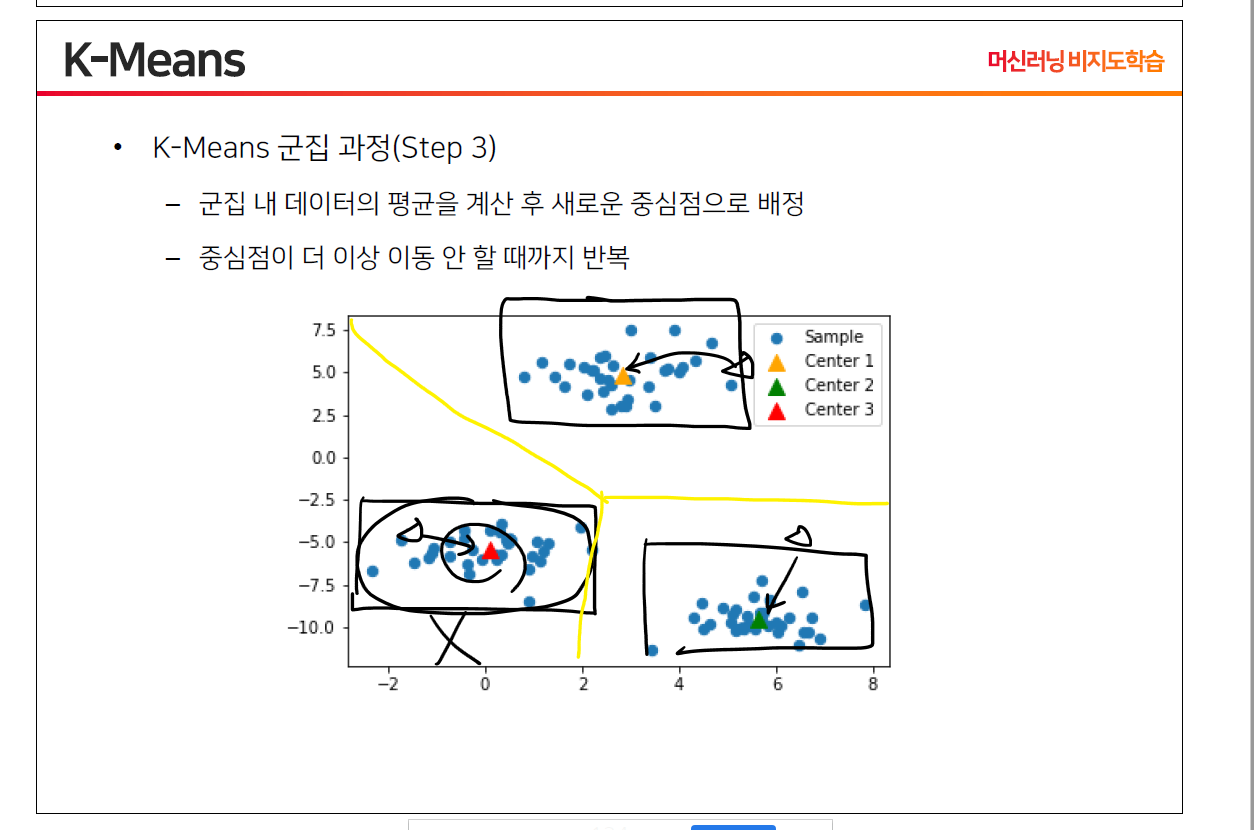 K-Means
머신러닝 비지도학습
• K-Means 군집 과정(Step 3)
– 군집 내 데이터의 평균을 계산 후 새로운 중심점으로 배정
– 중심점이 더 이상 이동 안 할 때까지 반복
Sample
Center 1
Center 2
Center 3
7.5
5.0
2.5
0.0
−2.5
−5.0
−7.5
−10.0
−2 0 2 4 6 8